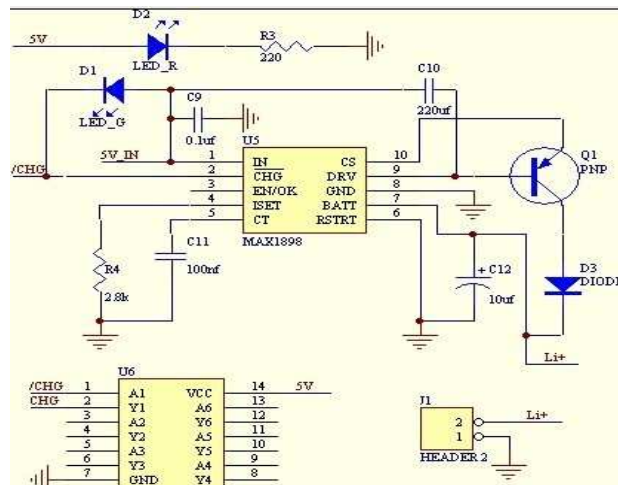 D2
5V
R3
LED_R
220
D1
LED_G
C10
220uf
C9
0.1uf
U5
5V_IN
/CHG
1 IN CS 10
2 CHG DRV 9
3 EN/OK GND 8
4 ISET BATT 7
5 CT RSTRT 6
MAX1898
Q1
PNP
R4
2.8k
C11
100nf
+ C12
10uf
D3
DIODE
Li+
U6
/CHG 1 A1 VCC 14 5V
CHG 2 Y1 A6 13
3 A2 Y6 12
4 Y2 A5 11
5 A3 Y5 10
6 Y3 A4 9
7 GND Y4 8
J1
2 Li+
1
HEADER 2